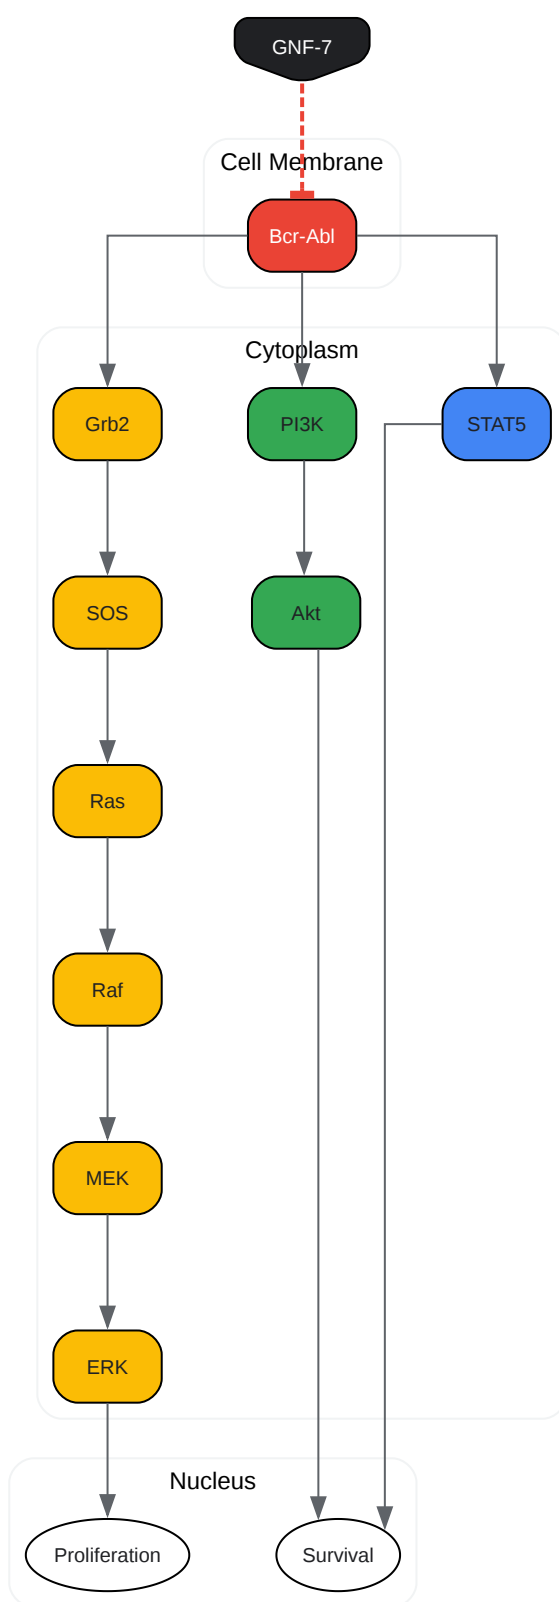 GNF-7
Cell Membrane
Bcr-Abl
Cytoplasm
Grb2
PI3K
STAT5
SOS
Akt
Ras
Raf
MEK
ERK
Nucleus
Proliferation
Survival